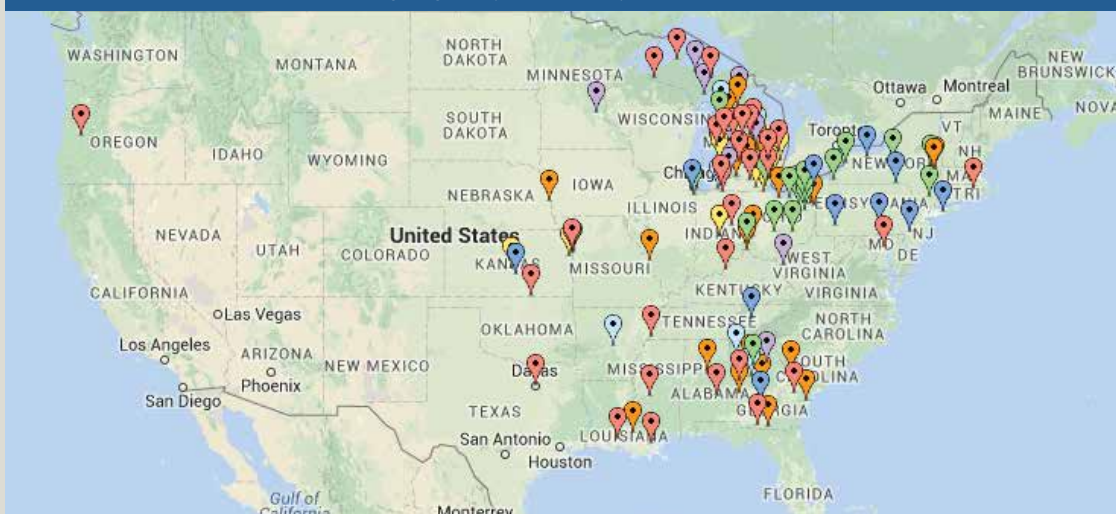 WASHINGTON
NORTH
DAKOTA
MONTANA
MINNESOTA
Ottawa
Montreal
NEW
BRUNSWICK
MAINE
NOVA
OREGON
SOUTH
DAKOTA
WISCONSIN
Toronto
VT
NH
IDAHO
WYOMING
NEBRASKA
IOWA
ILLINOIS
United States
NEVADA
UTAH
COLORADO
KANSAS
MISSOURI
NJ
MD
DE
WEST
VIRGINIA
KENTUCKY
VIRGINIA
CALIFORNIA
Las Vegas
OKLAHOMA
TENNESSEE
NORTH
CAROLINA
Los Angeles
ARIZONA
NEW MEXICO
Phoenix
San Diego
Dallas
MISSISSIPPI
ALABAMA
SOUTH
CAROLINA
GEORGIA
TEXAS
San Antonio
Houston
LOUISIANA
FLORIDA
Gulf of
California
Monterrey